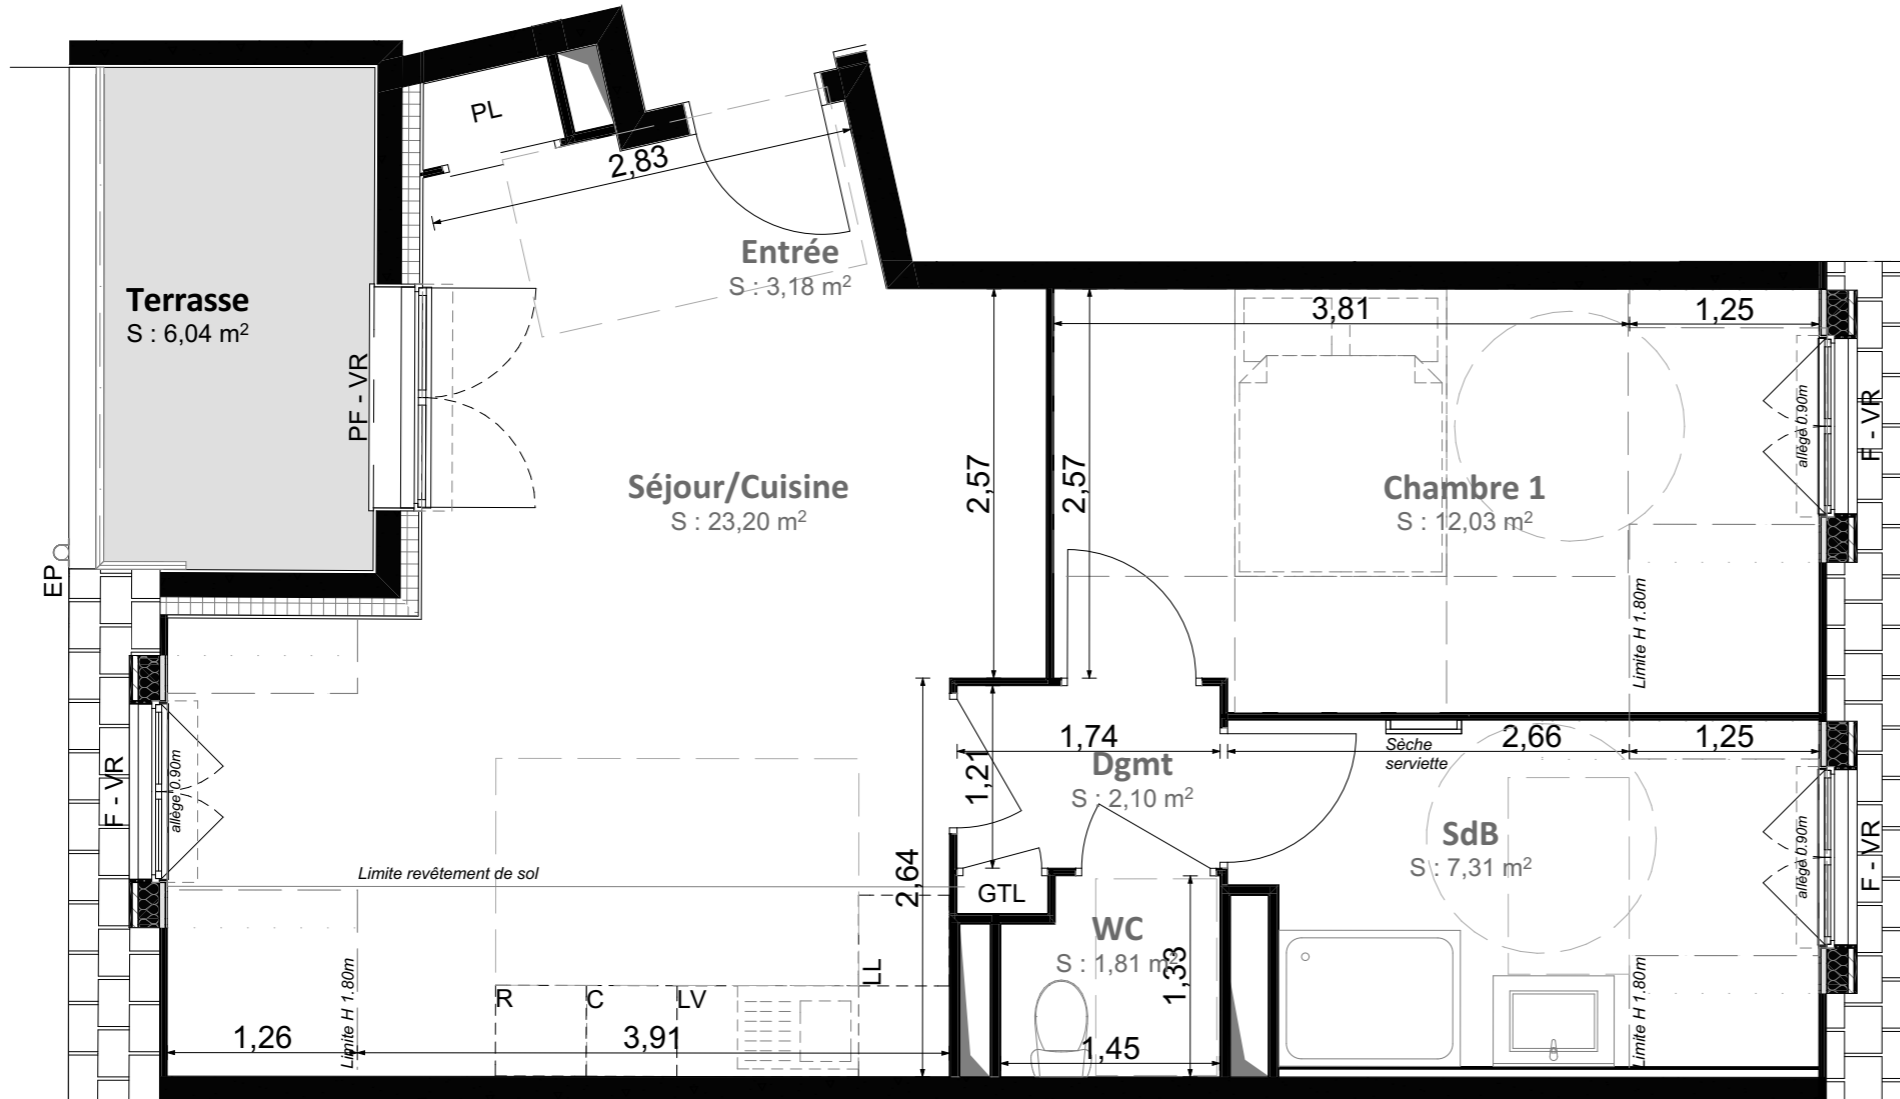 PL
2,83
Entrée
S : 3,18 m²
Terrasse
S : 6,04 m²
PF - VR
3,81
1,25
allège 0.90m
F - VR
Séjour/Cuisine
S : 23,20 m²
2,57
2,57
Chambre 1
S : 12,03 m²
EP
Limite H 1.80m
F - VR
allège 0.90m
1,74
1,21
Dgmt
S : 2,10 m²
Sèche
serviette
2,66
1,25
SdB
S : 7,31 m²
allège 0.90m
F - VR
Limite revêtement de sol
2,64
GTL
WC
S : 1,81 m²
1,33
LL
R
C
LV
1,26
Limite H 1.80m
3,91
1,45
Limite H 1.80m